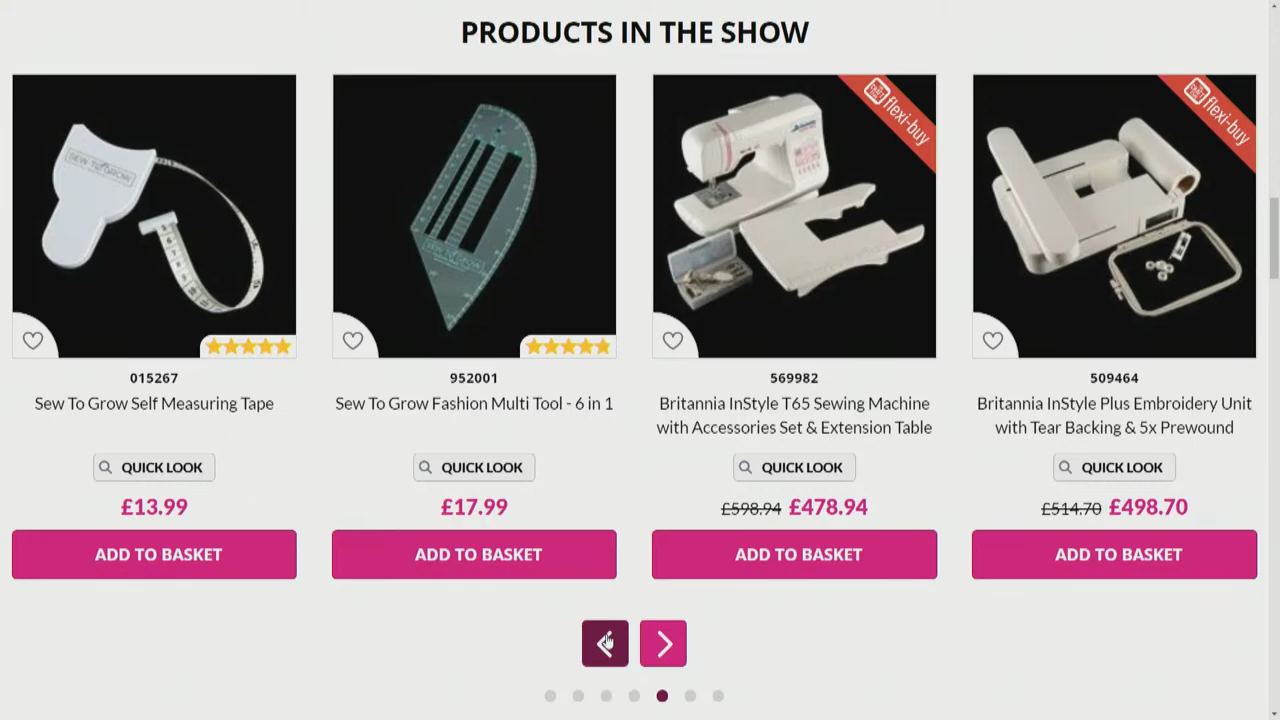 PRODUCTS IN THE SHOW
flexi-buy
flexi-buy
SEW TO GROW
SEW TO GROW
015267
952001
569982
509464
Sew To Grow Self Measuring Tape
Sew To Grow Fashion Multi Tool - 6 in 1
Britannia InStyle T65 Sewing Machine
with Accessories Set & Extension Table
Britannia InStyle Plus Embroidery Unit
with Tear Backing & 5x Prewound
QUICK LOOK
QUICK LOOK
QUICK LOOK
QUICK LOOK
£13.99
£17.99
£598.94 £478.94
£514.70 £498.70
ADD TO BASKET
ADD TO BASKET
ADD TO BASKET
ADD TO BASKET